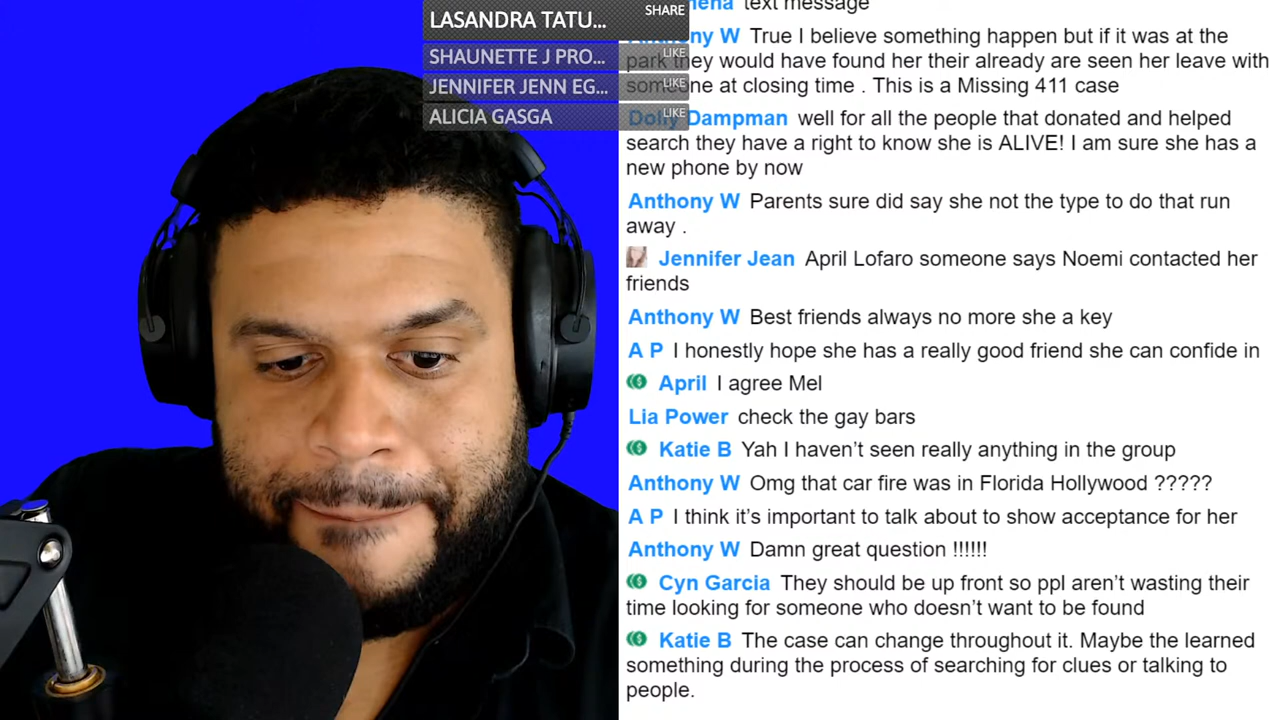 LASANDRA TATU... SHARE
SHAUNETTE J PRO... LIKE
JENNIFER JENN EG... LIKE
ALICIA GASGA LIKE
text message
Anthony W True I believe something happen but if it was at the
park they would have found her their already are seen her leave with
someone at closing time . This is a Missing 411 case
Dolly Dampman well for all the people that donated and helped
search they have a right to know she is ALIVE! I am sure she has a
new phone by now
Anthony W Parents sure did say she not the type to do that run
away .
Jennifer Jean April Lofaro someone says Noemi contacted her
friends
Anthony W Best friends always no more she a key
A P I honestly hope she has a really good friend she can confide in
April I agree Mel
Lia Power check the gay bars
Katie B Yah I haven’t seen really anything in the group
Anthony W Omg that car fire was in Florida Hollywood ?????
A P I think it’s important to talk about to show acceptance for her
Anthony W Damn great question !!!!!!
Cyn Garcia They should be up front so ppl aren’t wasting their
time looking for someone who doesn’t want to be found
Katie B The case can change throughout it. Maybe the learned
something during the process of searching for clues or talking to
people.